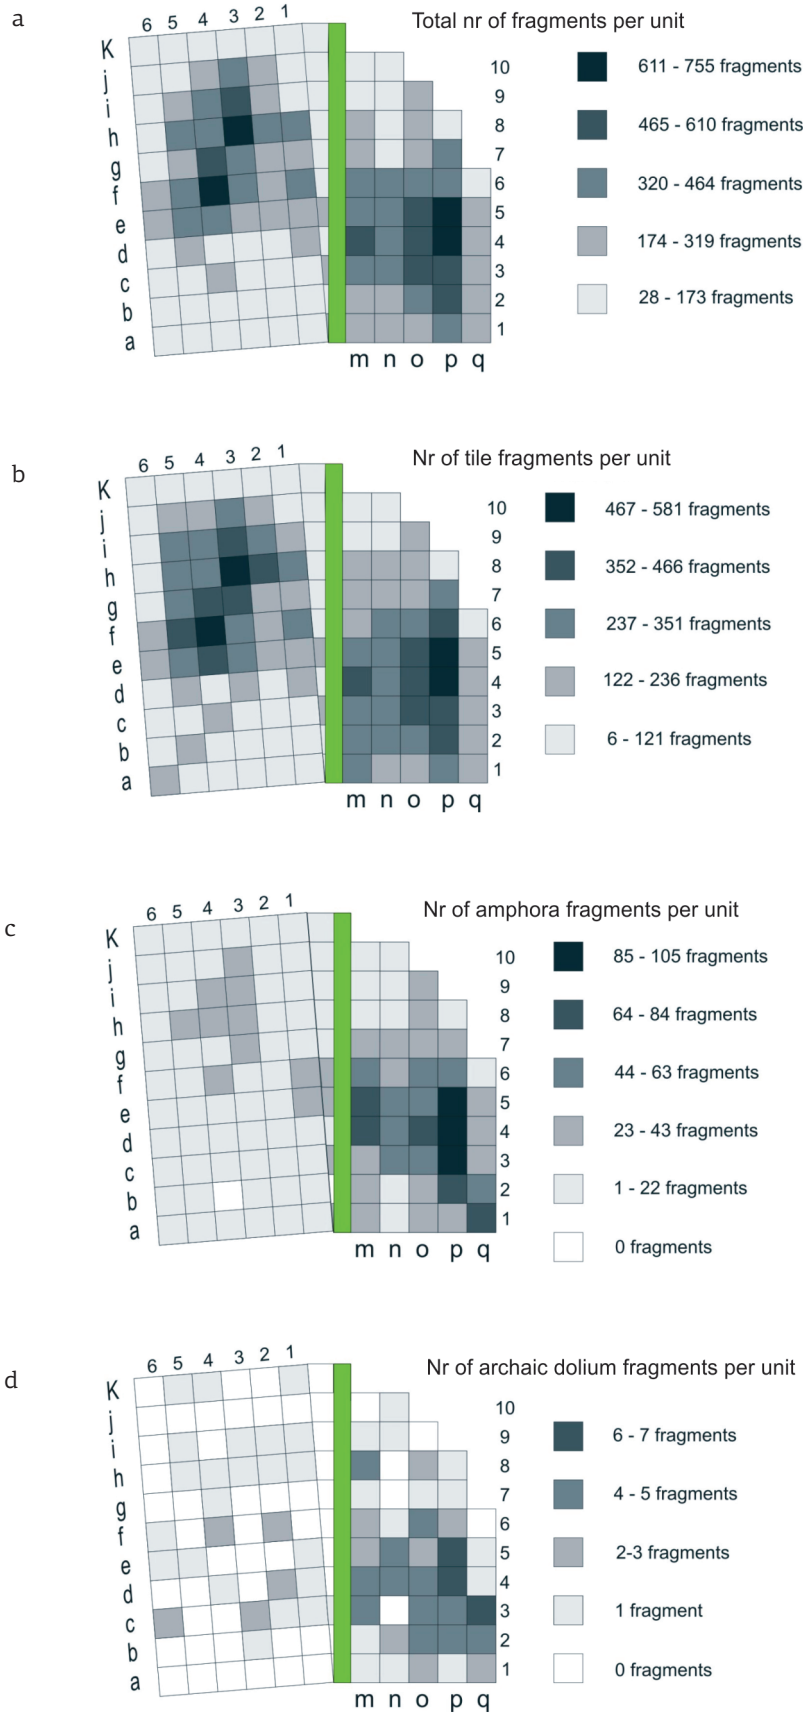 a
Total nr of fragments per unit
6 5 4 3 2 1
K
j
i
h
g
f
e
d
c
b
a
10
9
8
7
6
5
4
3
2
1
m n o p q
611 - 755 fragments
465 - 610 fragments
320 - 464 fragments
174 - 319 fragments
28 - 173 fragments
b
Nr of tile fragments per unit
6 5 4 3 2 1
K
j
i
h
g
f
e
d
c
b
a
10
9
8
7
6
5
4
3
2
1
m n o p q
467 - 581 fragments
352 - 466 fragments
237 - 351 fragments
122 - 236 fragments
6 - 121 fragments
c
Nr of amphora fragments per unit
6 5 4 3 2 1
K
j
i
h
g
f
e
d
c
b
a
10
9
8
7
6
5
4
3
2
1
m n o p q
85 - 105 fragments
64 - 84 fragments
44 - 63 fragments
23 - 43 fragments
1 - 22 fragments
0 fragments
d
Nr of archaic dolium fragments per unit
6 5 4 3 2 1
K
j
i
h
g
f
e
d
c
b
a
10
9
8
7
6
5
4
3
2
1
m n o p q
6 - 7 fragments
4 - 5 fragments
2-3 fragments
1 fragment
0 fragments